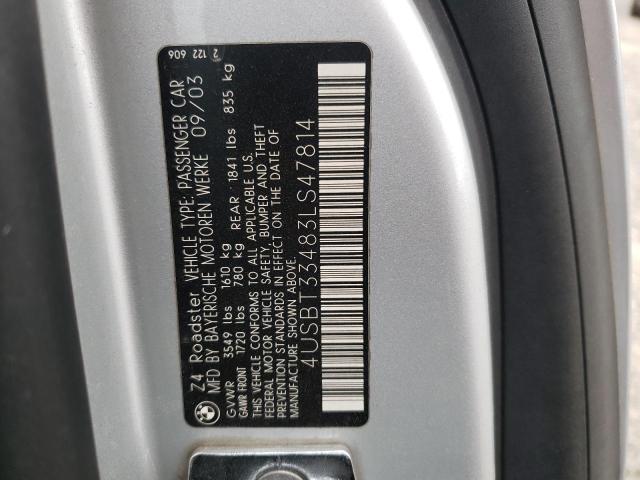 Z4 Roadster VEHICLE TYPE: PASSENGER CAR
MFD BY BAYERISCHE MOTOREN WERKE 09/03
GVWR 3549 lbs 1610 kg
GAWR FRONT 1720 lbs 780 kg REAR: 1841 lbs 835 kg
THIS VEHICLE CONFORMS TO ALL APPLICABLE U.S.
FEDERAL MOTOR VEHICLE SAFETY, BUMPER AND THEFT
PREVENTION STANDARDS IN EFFECT ON THE DATE OF
MANUFACTURE SHOWN ABOVE.
4USBT33483LS47814
2 122 606